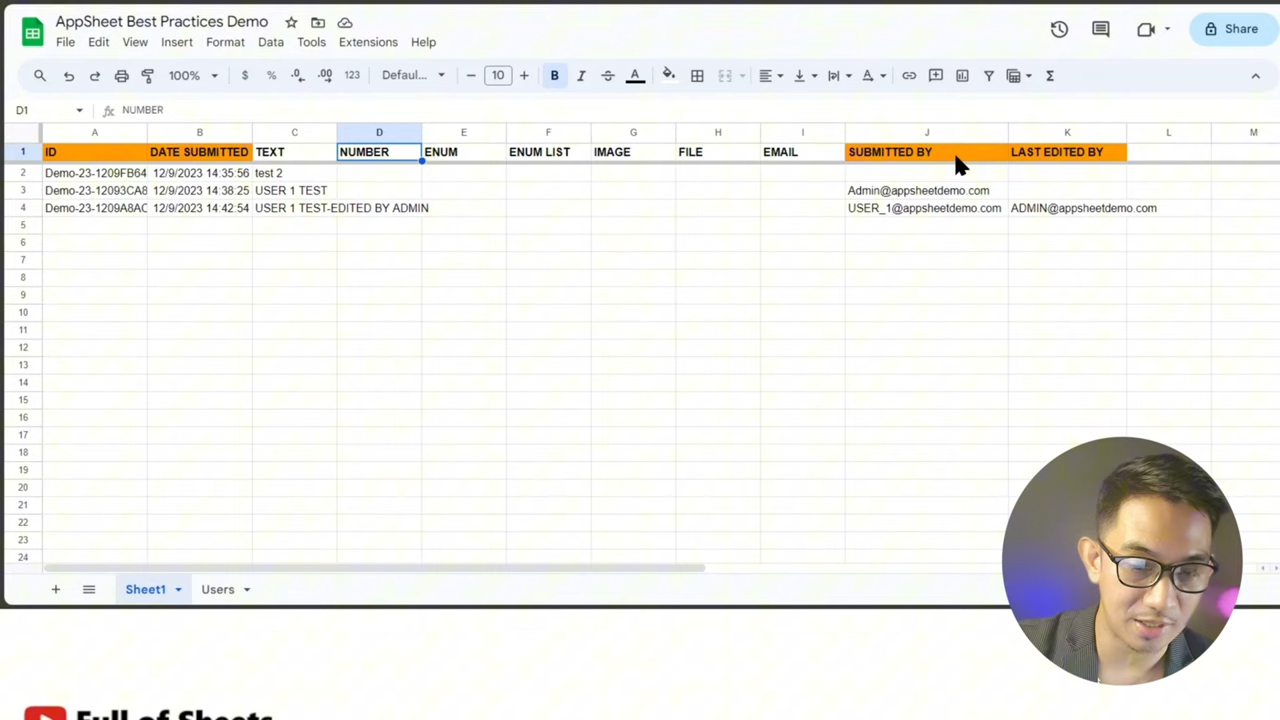 AppSheet Best Practices Demo
File Edit View Insert Format Data Tools Extensions Help
Share
100% $ % .0 .00 123 Defaul... 10 B I A
D1 fx NUMBER
A B C D E F G H I J K L M
1 ID DATE SUBMITTED TEXT NUMBER ENUM ENUM LIST IMAGE FILE EMAIL SUBMITTED BY LAST EDITED BY
2 Demo-23-1209FB64 12/9/2023 14:35:56 test 2
3 Demo-23-12093CA8 12/9/2023 14:38:25 USER 1 TEST Admin@appsheetdemo.com
4 Demo-23-1209A8AC 12/9/2023 14:42:54 USER 1 TEST-EDITED BY ADMIN USER_1@appsheetdemo.com ADMIN@appsheetdemo.com
5
6
7
8
9
10
11
12
13
14
15
16
17
18
19
20
21
22
23
24
Sheet1 Users
Full of Sheets